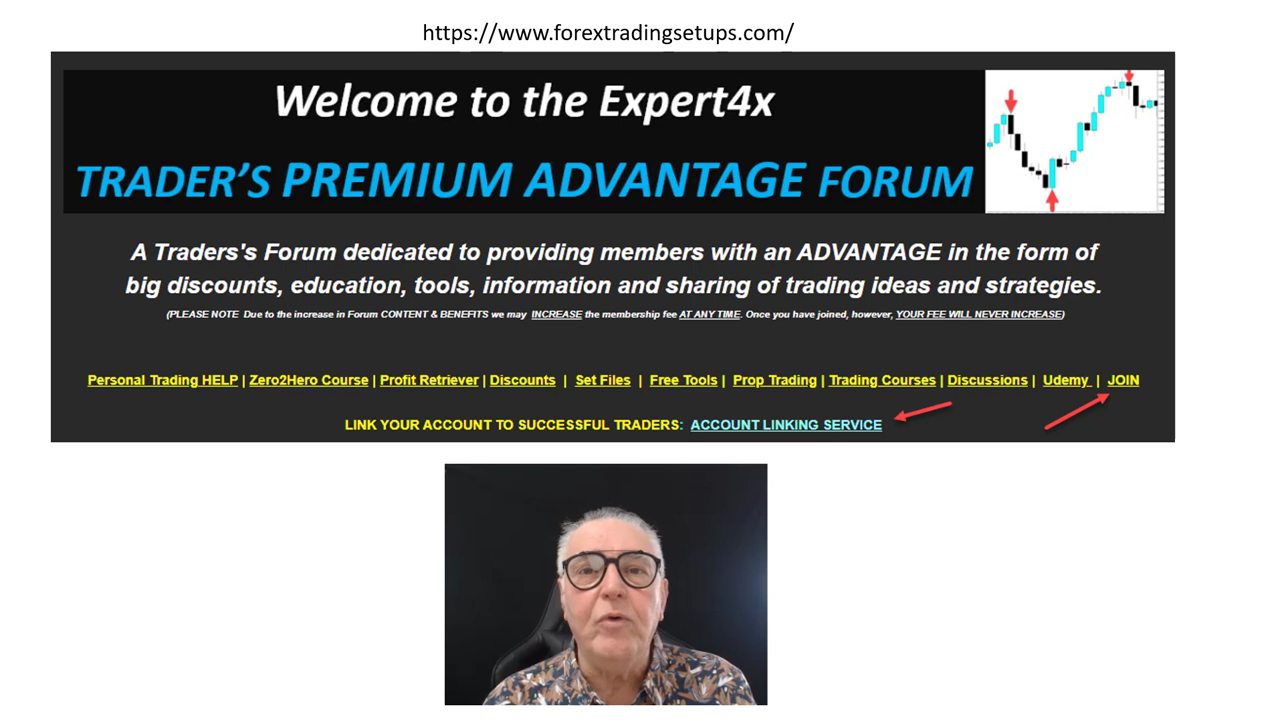 https://www.forextradingsetups.com/
Welcome to the Expert4x
TRADER'S PREMIUM ADVANTAGE FORUM
A Traders's Forum dedicated to providing members with an ADVANTAGE in the form of
big discounts, education, tools, information and sharing of trading ideas and strategies.
(PLEASE NOTE Due to the increase in Forum CONTENT & BENEFITS we may INCREASE the membership fee AT ANY TIME. Once you have joined, however, YOUR FEE WILL NEVER INCREASE)
Personal Trading HELP | Zero2Hero Course | Profit Retriever | Discounts | Set Files | Free Tools | Prop Trading | Trading Courses | Discussions | Udemy | JOIN
LINK YOUR ACCOUNT TO SUCCESSFUL TRADERS: ACCOUNT LINKING SERVICE